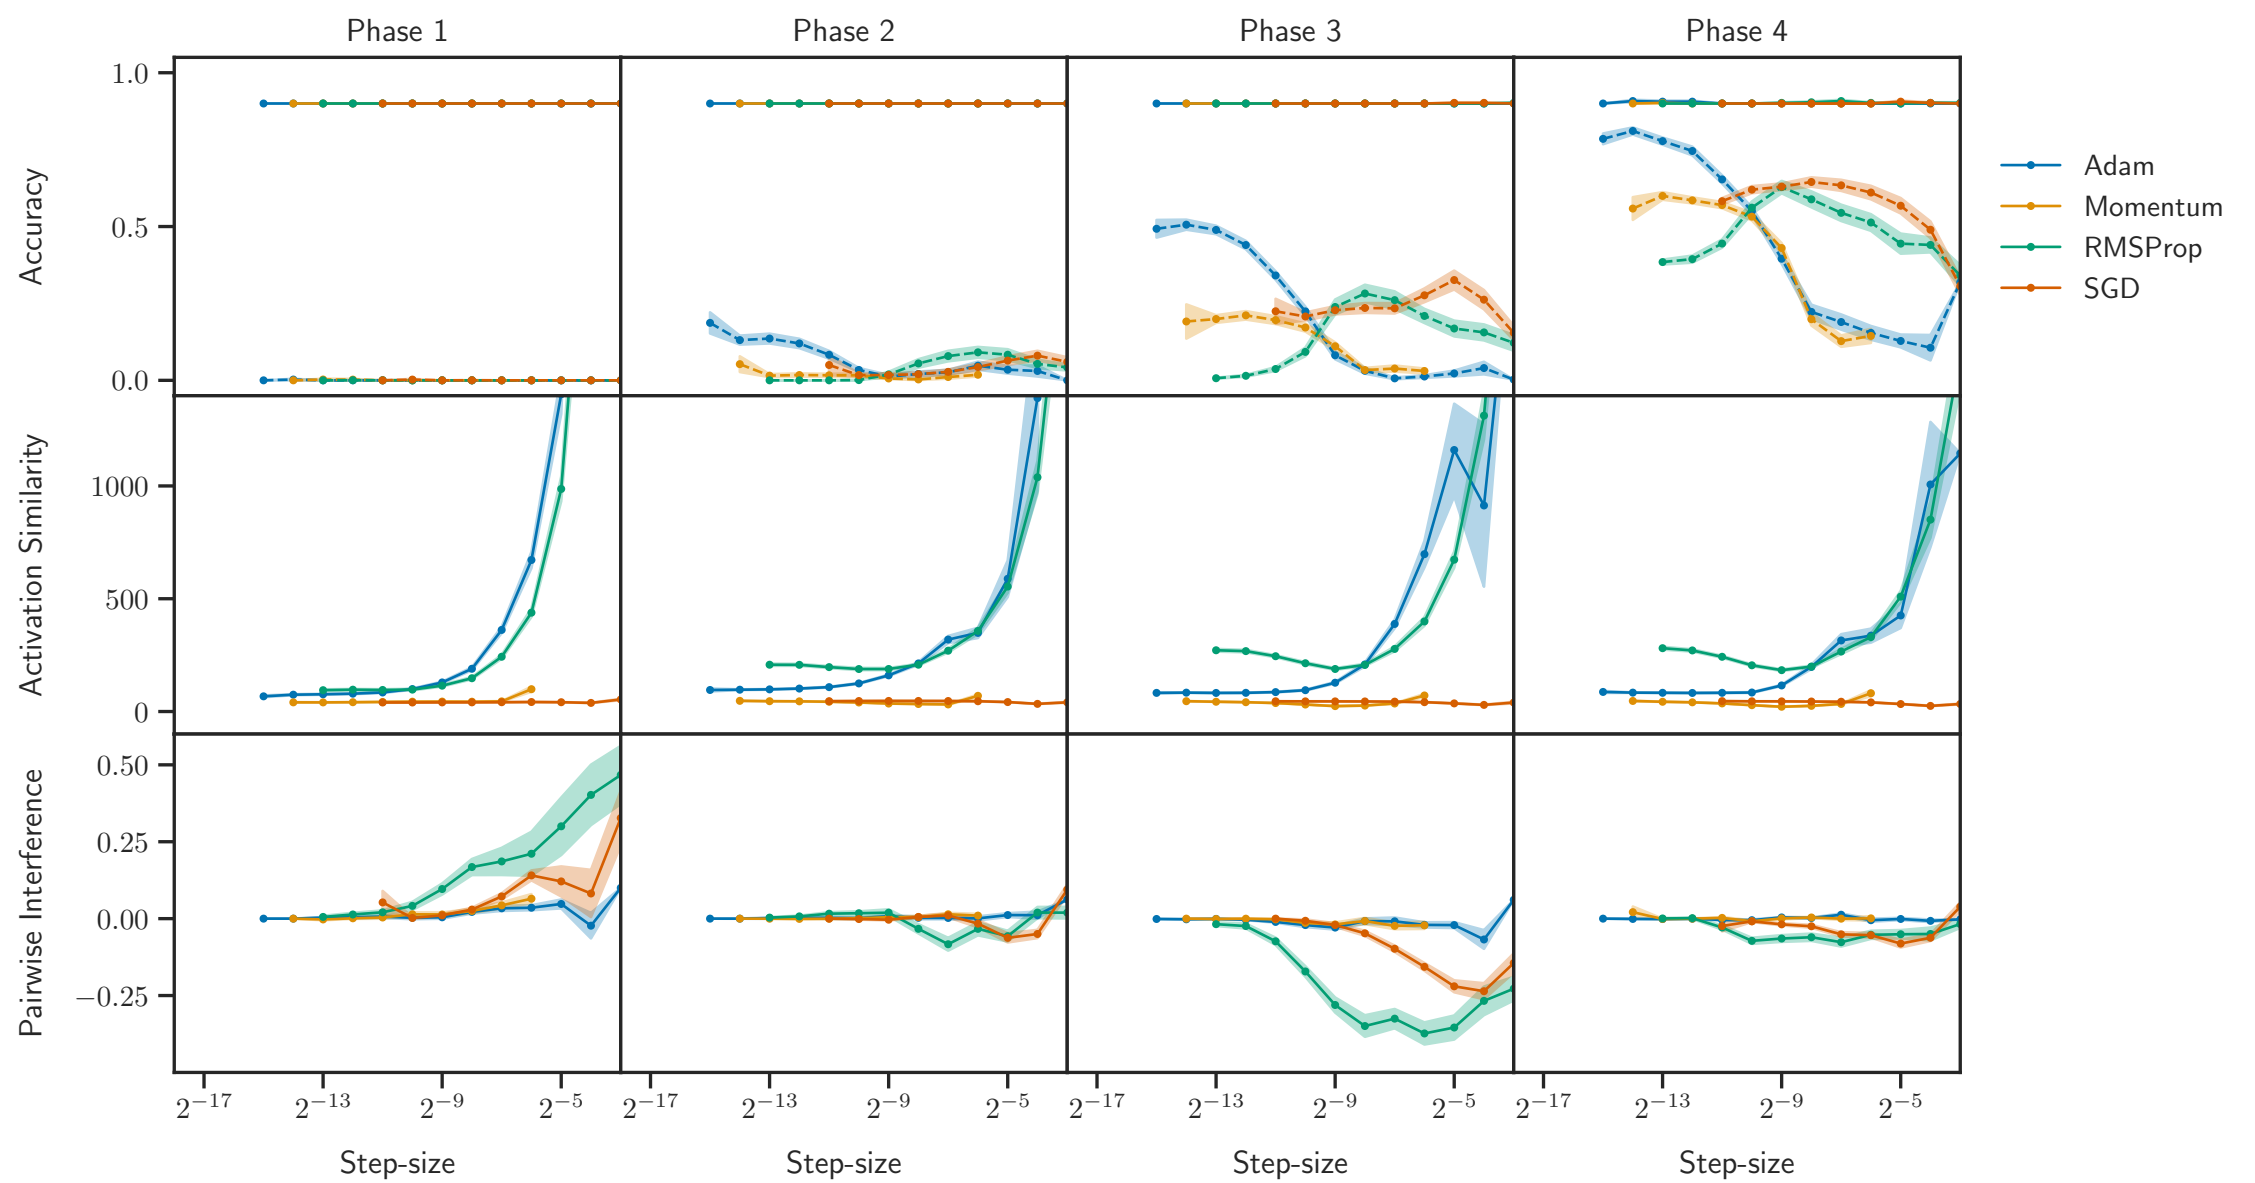 Phase 1 Phase 2 Phase 3 Phase 4
Accuracy
1.0
0.5
0.0
Adam
Momentum
RMSProp
SGD
Activation Similarity
1000
500
0
Pairwise Interference
0.50
0.25
0.00
−0.25
2⁻¹⁷ 2⁻¹³ 2⁻⁹ 2⁻⁵ 2⁻¹⁷ 2⁻¹³ 2⁻⁹ 2⁻⁵ 2⁻¹⁷ 2⁻¹³ 2⁻⁹ 2⁻⁵ 2⁻¹⁷ 2⁻¹³ 2⁻⁹ 2⁻⁵
Step-size Step-size Step-size Step-size